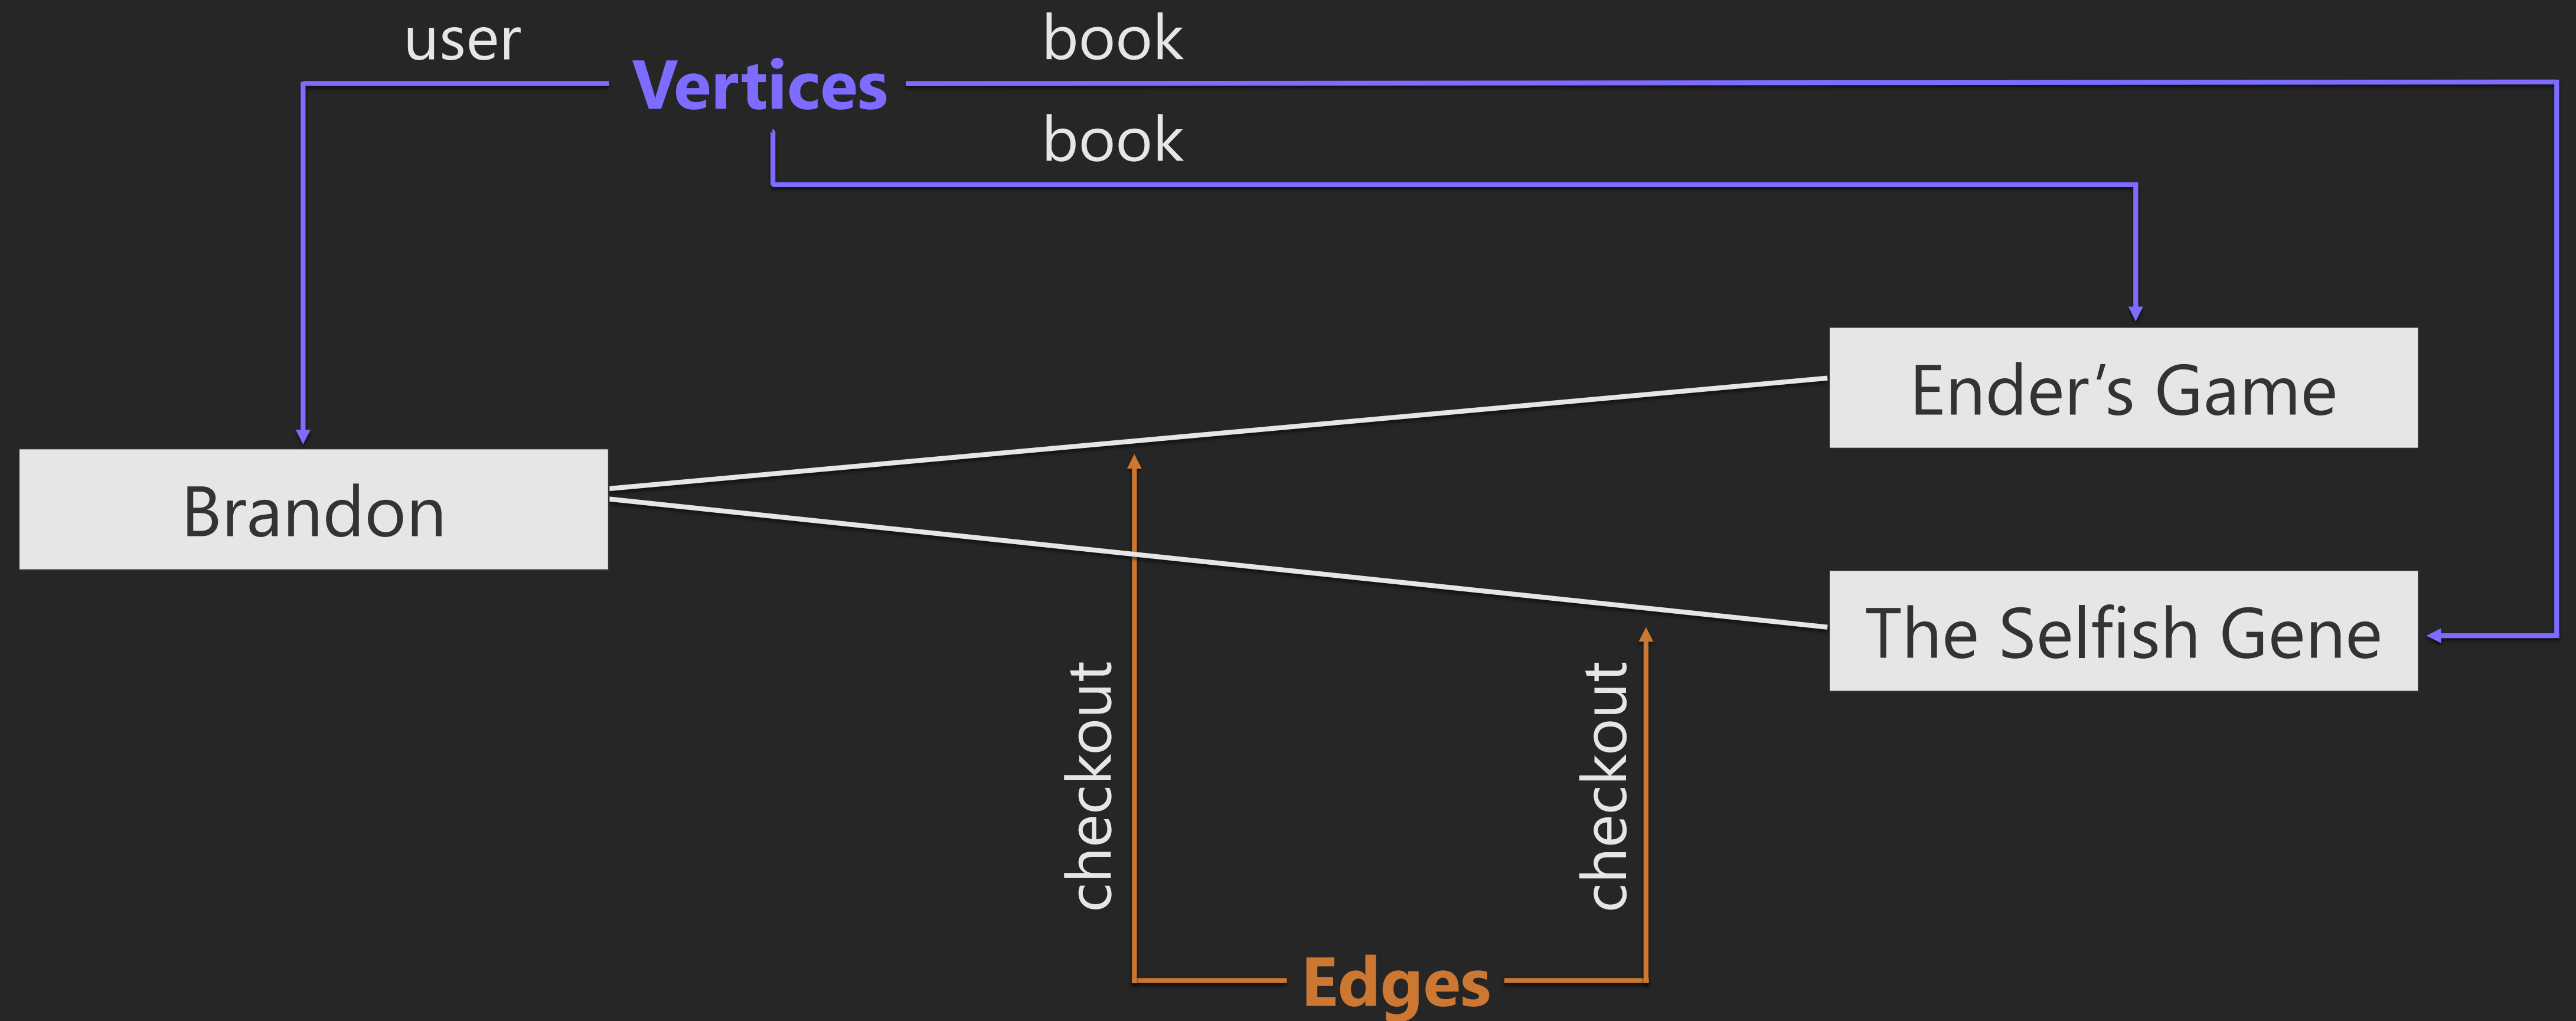 user
book
Vertices
book
Ender‘s Game
Brandon
The Selfish Gene
checkout
checkout
Edges